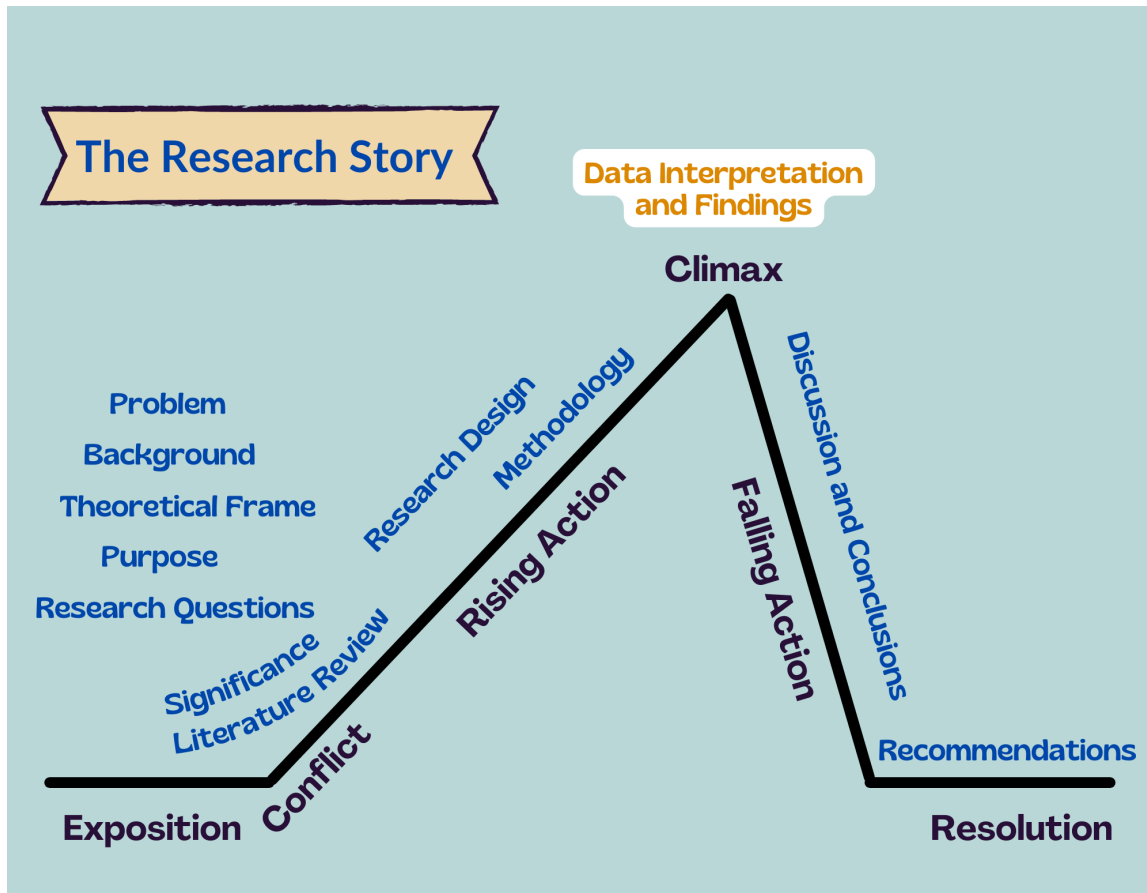 The Research Story
Data Interpretation
and Findings
Climax
Problem
Background
Theoretical Frame
Purpose
Research Questions
Significance
Literature Review
Research Design
Methodology
Rising Action
Conflict
Exposition
Discussion and Conclusions
Falling Action
Recommendations
Resolution